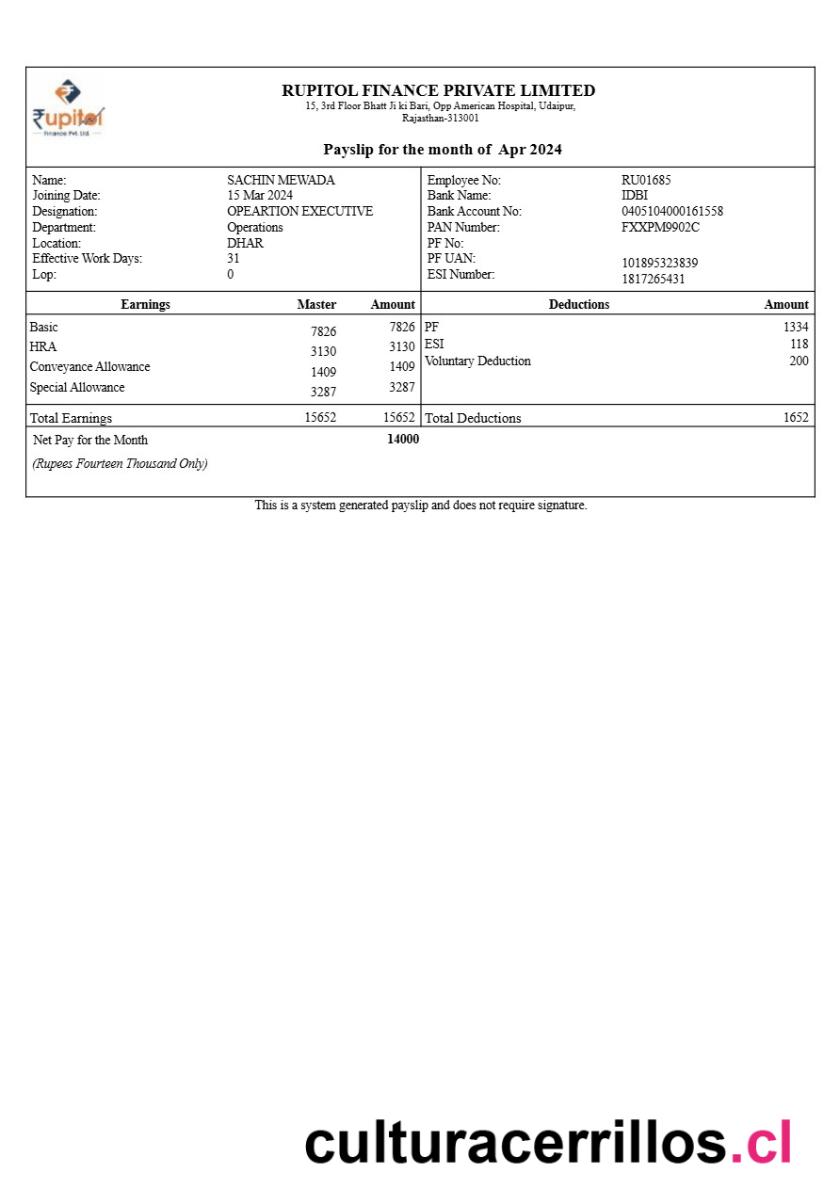 ₹upitol
Finance Pvt. Ltd.
RUPITOL FINANCE PRIVATE LIMITED
15, 3rd Floor Bhatt Ji ki Bari, Opp American Hospital, Udaipur,
Rajasthan-313001
Payslip for the month of Apr 2024
Name: SACHIN MEWADA Employee No: RU01685
Joining Date: 15 Mar 2024 Bank Name: IDBI
Designation: OPEARTION EXECUTIVE Bank Account No: 0405104000161558
Department: Operations PAN Number: FXXPM9902C
Location: DHAR PF No:
Effective Work Days: 31 PF UAN: 101895323839
Lop: 0 ESI Number: 1817265431
Earnings Master Amount Deductions Amount
Basic 7826 7826 PF 1334
HRA 3130 3130 ESI 118
Conveyance Allowance 1409 1409 Voluntary Deduction 200
Special Allowance 3287 3287
Total Earnings 15652 15652 Total Deductions 1652
Net Pay for the Month 14000
(Rupees Fourteen Thousand Only)
This is a system generated payslip and does not require signature.
culturacerrillos.cl